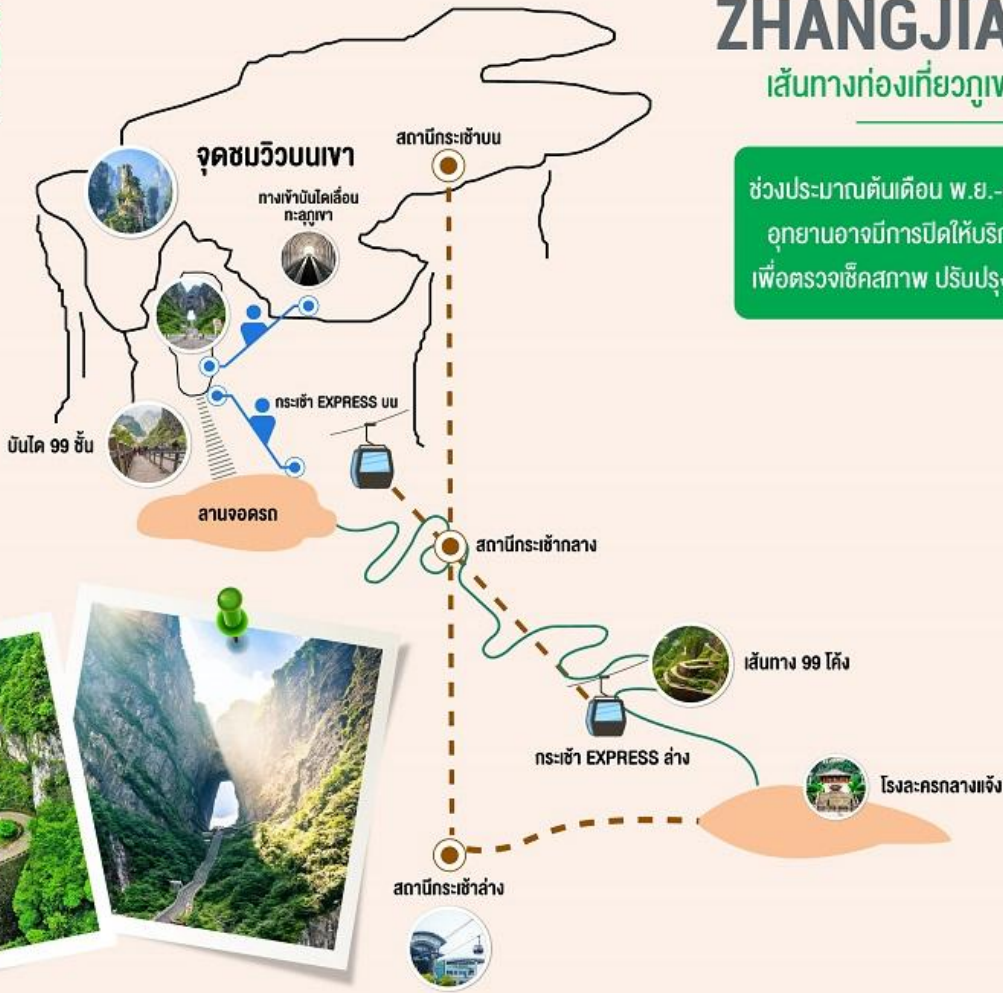 ZHANGJIA
เส้นทางท่องเที่ยวภูเข
ช่วงประมาณต้นเดือน พ.ย.-
อุทยานอาจมีการปิดให้บริก
เพื่อตรวจเช็คสภาพ ปรับปรุง
สถานีกระเช้าบน
จุดชมวิวบนเขา
ทางเข้าบันไดเลื่อน
ทะลุภูเขา
กระเช้า EXPRESS บน
บันได 99 ชั้น
ลานจอดรถ
สถานีกระเช้ากลาง
เส้นทาง 99 โค้ง
กระเช้า EXPRESS ล่าง
โรงละครกลางแจ้ง
สถานีกระเช้าล่าง